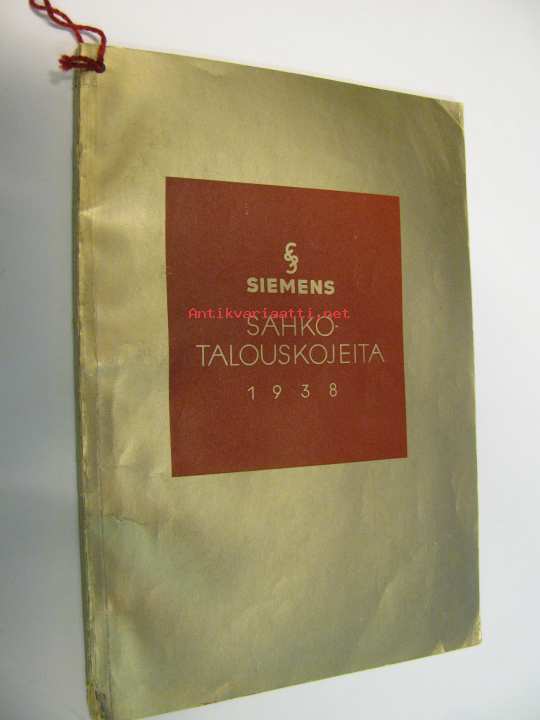 SIEMENS
Antikvariaatti.net
SÄHKÖ-
TALOUSKOJEITA
1938